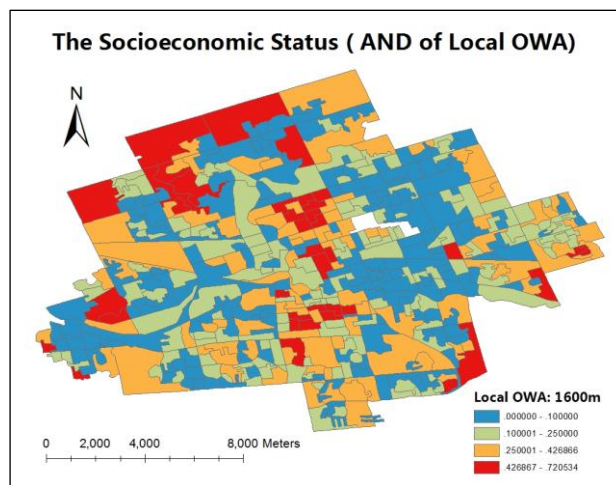 The Socioeconomic Status ( AND of Local OWA)
N
Local OWA: 1600m
.000000 - .100000
.100001 - .250000
.250001 - .426866
.426867 - .720534
0 2,000 4,000 8,000 Meters